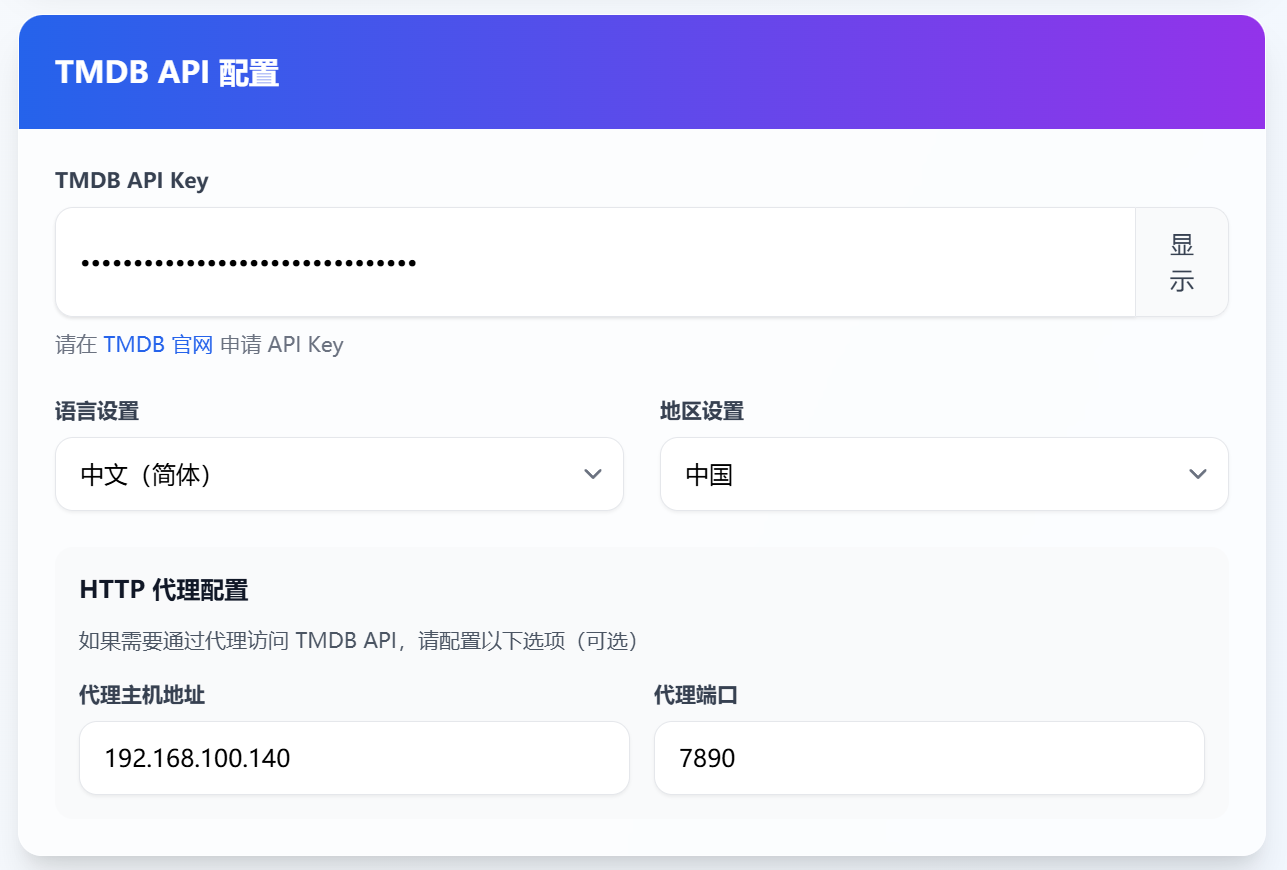 TMDB API 配置
TMDB API Key
••••••••••••••••••••••••••••••••
显
示
请在 TMDB 官网 申请 API Key
语言设置
地区设置
中文（简体）
中国
HTTP 代理配置
如果需要通过代理访问 TMDB API，请配置以下选项（可选）
代理主机地址
代理端口
192.168.100.140
7890